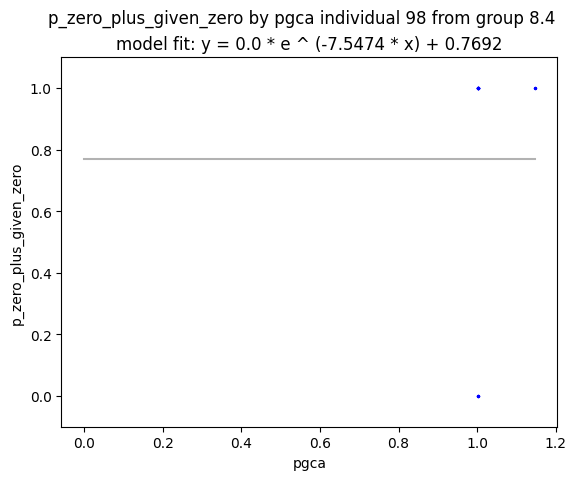 p_zero_plus_given_zero by pgca individual 98 from group 8.4
model fit: y = 0.0 * e ^ (-7.5474 * x) + 0.7692
1.0
0.8
0.6
0.4
0.2
0.0
p_zero_plus_given_zero
0.0 0.2 0.4 0.6 0.8 1.0 1.2
pgca